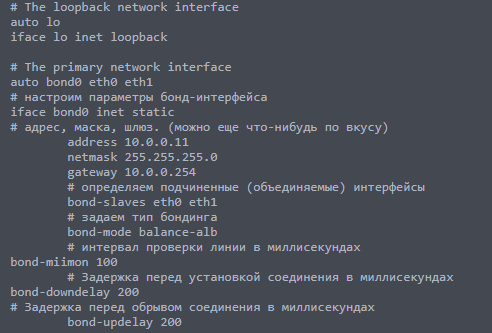 # The loopback network interface
auto lo
iface lo inet loopback
# The primary network interface
auto bond0 eth0 eth1
# настроим параметры бонд-интерфейса
iface bond0 inet static
# адрес, маска, шлюз. (можно еще что-нибудь по вкусу)
address 10.0.0.11
netmask 255.255.255.0
gateway 10.0.0.254
# определяем подчиненные (объединяемые) интерфейсы
bond-slaves eth0 eth1
# задаем тип бондинга
bond-mode balance-alb
# интервал проверки линии в миллисекундах
bond-miimon 100
# Задержка перед установкой соединения в миллисекундах
bond-downdelay 200
# Задержка перед обрывом соединения в миллисекундах
bond-updelay 200